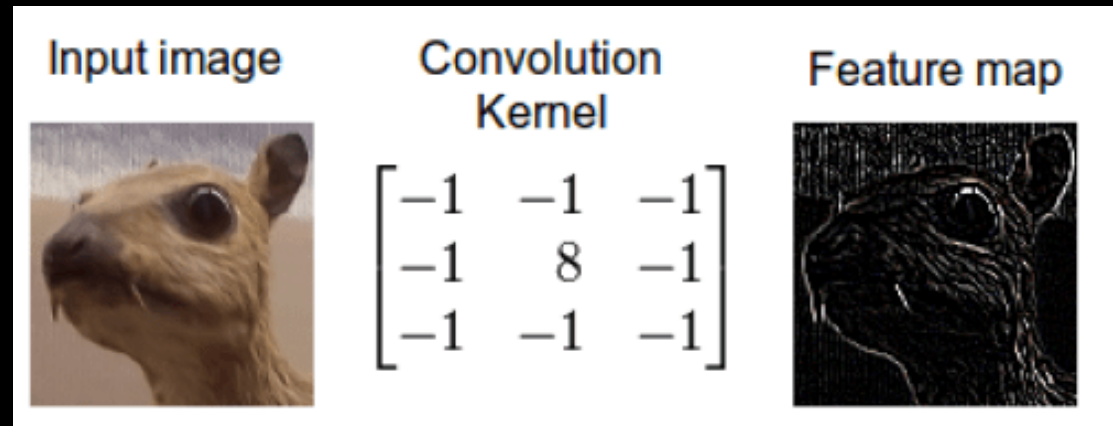 Input image
Convolution
Kernel
Feature map
−1 −1 −1
−1 8 −1
−1 −1 −1